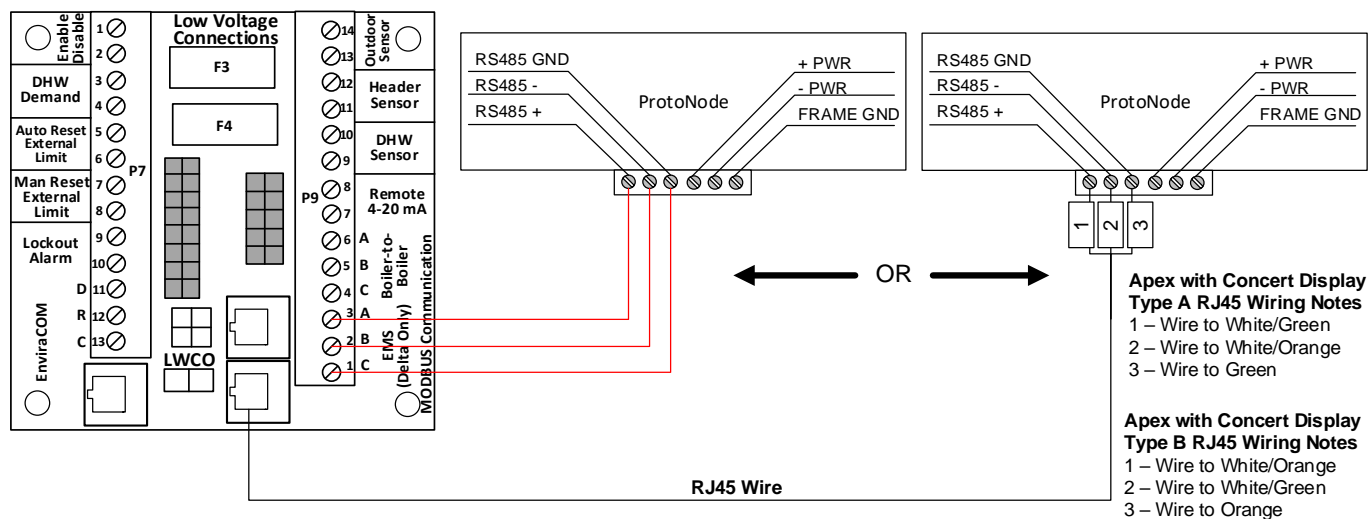 Low Voltage
Connections
Enable
Disable
1
2
DHW
Demand
3
4
Auto Reset
External
Limit
5
6
Man Reset
External
Limit
7
8
Lockout
Alarm
9
10
D 11
R 12
C 13
EnviraCOM
P7
F3
F4
LWCO
P9
14
13
Outdoor
Sensor
12
11
Header
Sensor
10
9
DHW
Sensor
8
7
Remote
4-20 mA
6 A
5 B
4 C
Boiler-to-
Boiler
3 A
2 B
1 C
EMS
(Delta Only)
MODBUS Communication
RS485 GND
RS485 -
RS485 +
ProtoNode
+ PWR
- PWR
FRAME GND
OR
RS485 GND
RS485 -
RS485 +
ProtoNode
+ PWR
- PWR
FRAME GND
1
2
3
Apex with Concert Display
Type A RJ45 Wiring Notes
1 – Wire to White/Green
2 – Wire to White/Orange
3 – Wire to Green
Apex with Concert Display
Type B RJ45 Wiring Notes
1 – Wire to White/Orange
2 – Wire to White/Green
3 – Wire to Orange
RJ45 Wire